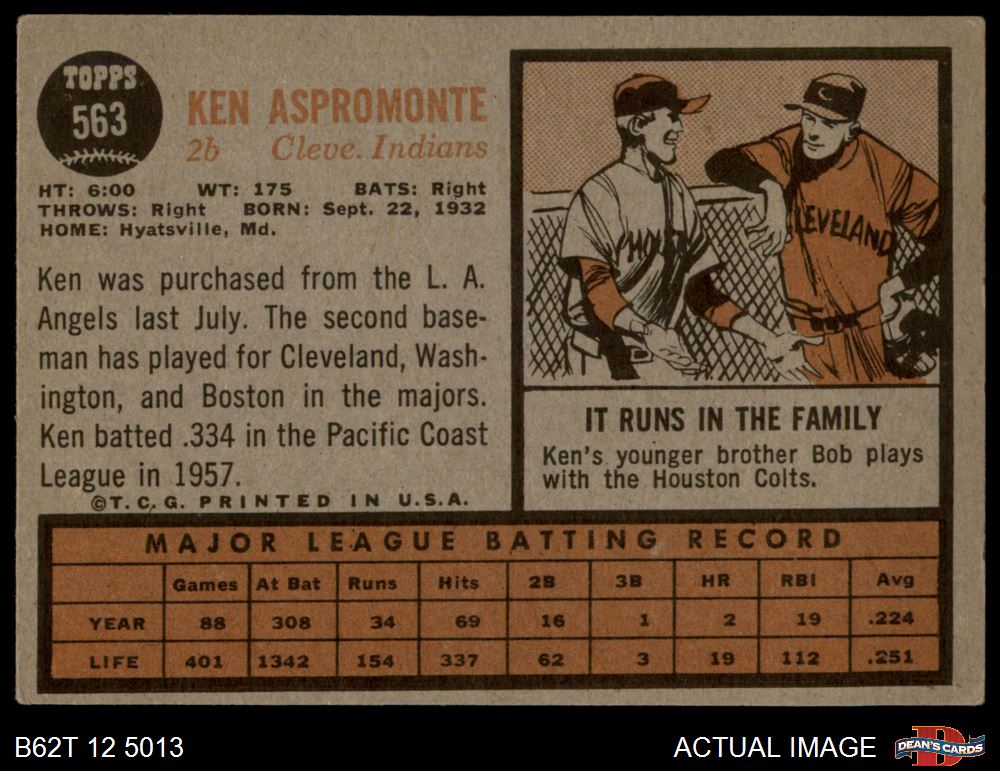 TOPPS
563
KEN ASPROMONTE
2b Cleve. Indians
HT: 6:00 WT: 175 BATS: Right
THROWS: Right BORN: Sept. 22, 1932
HOME: Hyatsville, Md.
Ken was purchased from the L. A.
Angels last July. The second base-
man has played for Cleveland, Wash-
ington, and Boston in the majors.
Ken batted .334 in the Pacific Coast
League in 1957.
©T. C. G. PRINTED IN U.S.A.
CLEVELAND
IT RUNS IN THE FAMILY
Ken's younger brother Bob plays
with the Houston Colts.
MAJOR LEAGUE BATTING RECORD
Games At Bat Runs Hits 2B 3B HR RBI Avg
YEAR 88 308 34 69 16 1 2 19 .224
LIFE 401 1342 154 337 62 3 19 112 .251
B62T 12 5013
ACTUAL IMAGE
DEAN'S CARDS